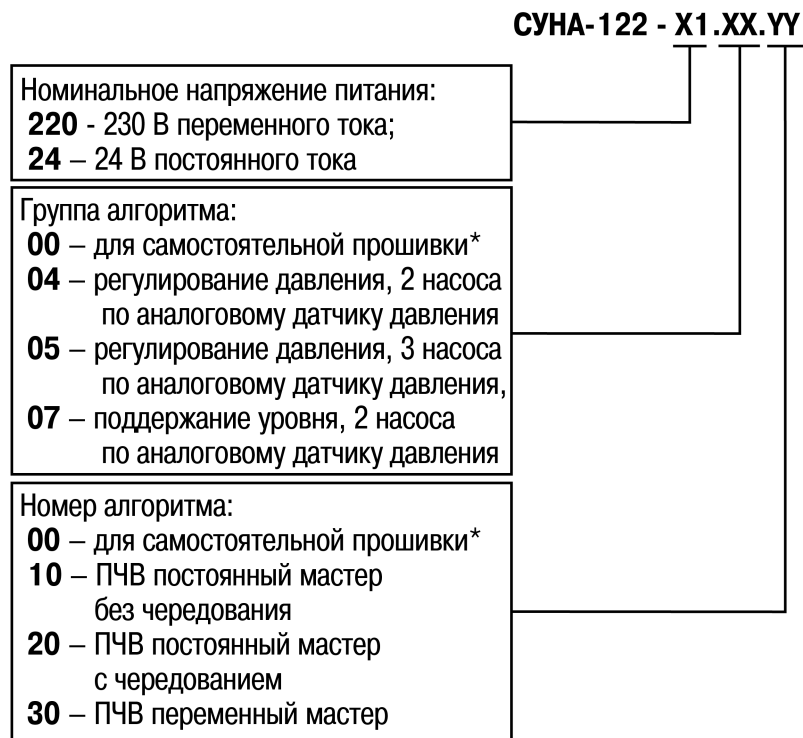 СУНА-122 - Х1.ХХ.YY
Номинальное напряжение питания:
220 - 230 В переменного тока;
24 – 24 В постоянного тока
Группа алгоритма:
00 – для самостоятельной прошивки*
04 – регулирование давления, 2 насоса
по аналоговому датчику давления
05 – регулирование давления, 3 насоса
по аналоговому датчику давления,
07 – поддержание уровня, 2 насоса
по аналоговому датчику давления
Номер алгоритма:
00 – для самостоятельной прошивки*
10 – ПЧВ постоянный мастер
без чередования
20 – ПЧВ постоянный мастер
с чередованием
30 – ПЧВ переменный мастер